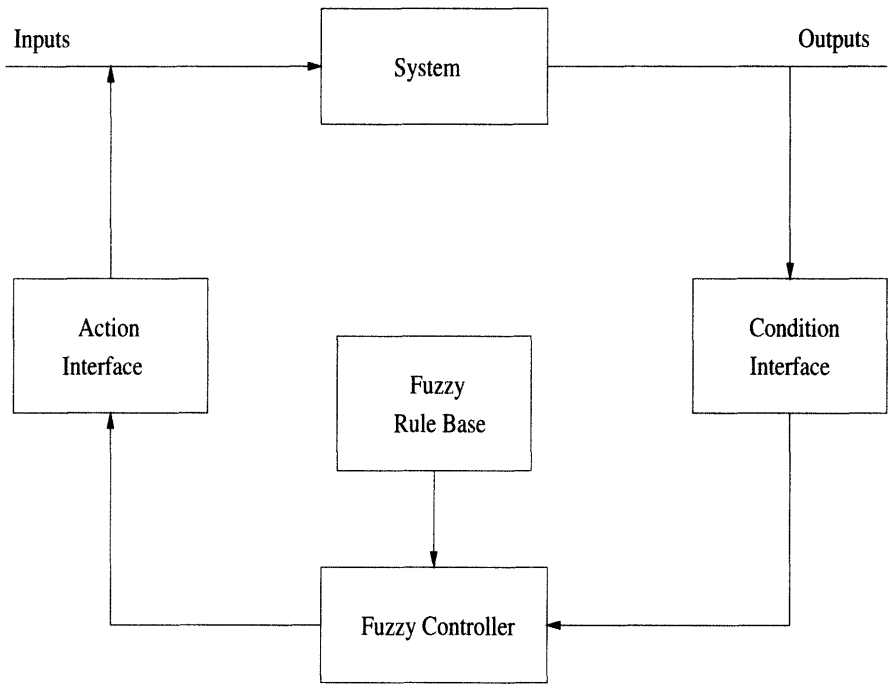 Inputs
System
Outputs
Action
Interface
Condition
Interface
Fuzzy
Rule Base
Fuzzy Controller